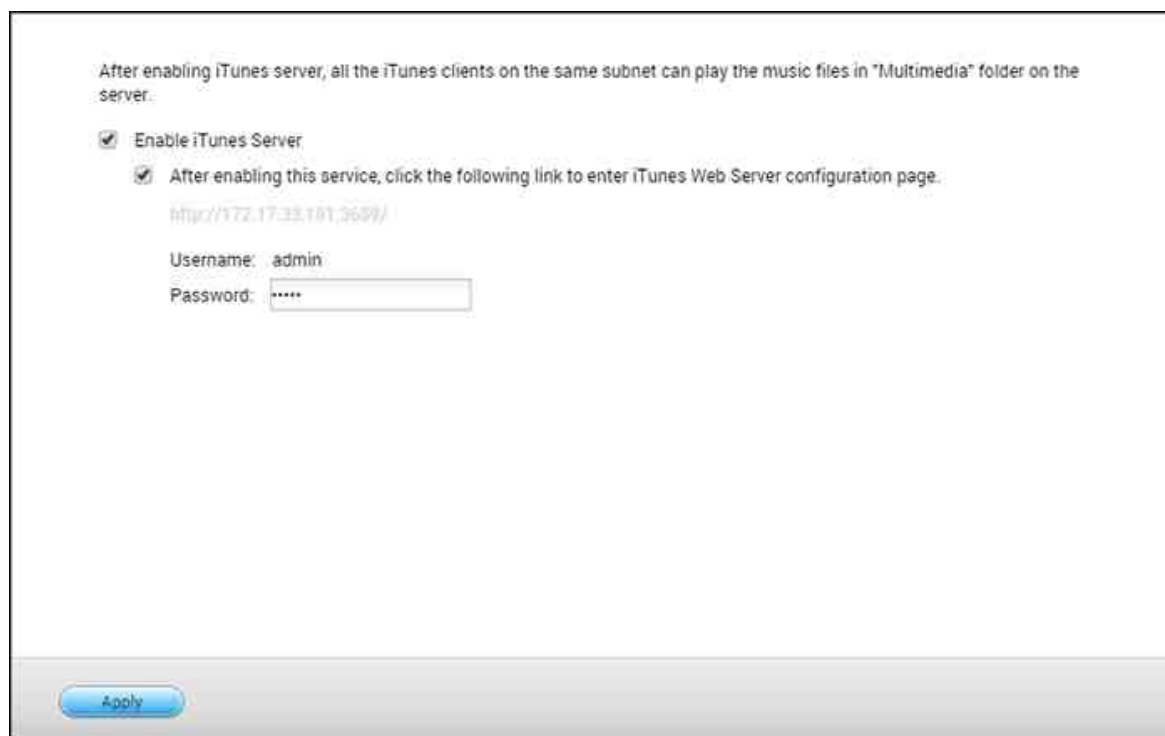 After enabling iTunes server, all the iTunes clients on the same subnet can play the music files in "Multimedia" folder on the
server.
Enable iTunes Server
After enabling this service, click the following link to enter iTunes Web Server configuration page.
Username: admin
Password: •••••
Apply